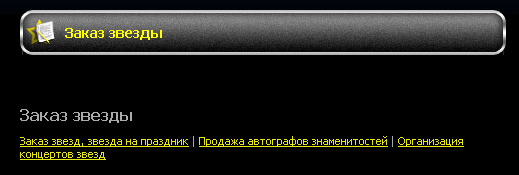 Заказ звезды
Заказ звезды
Заказ звезд, звезда на праздник | Продажа автографов знаменитостей | Организация
концертов звезд